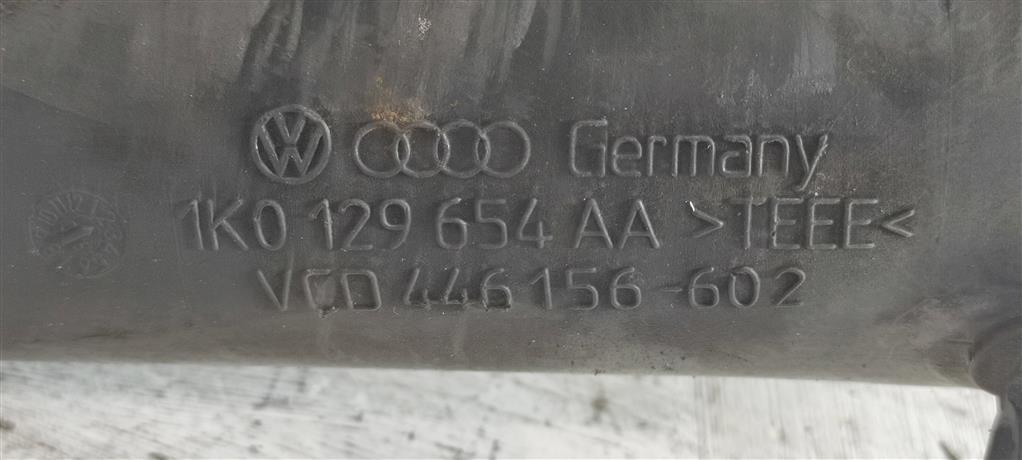 Germany
1K0 129 654 AA >TEEE<
VCD 446 156-602